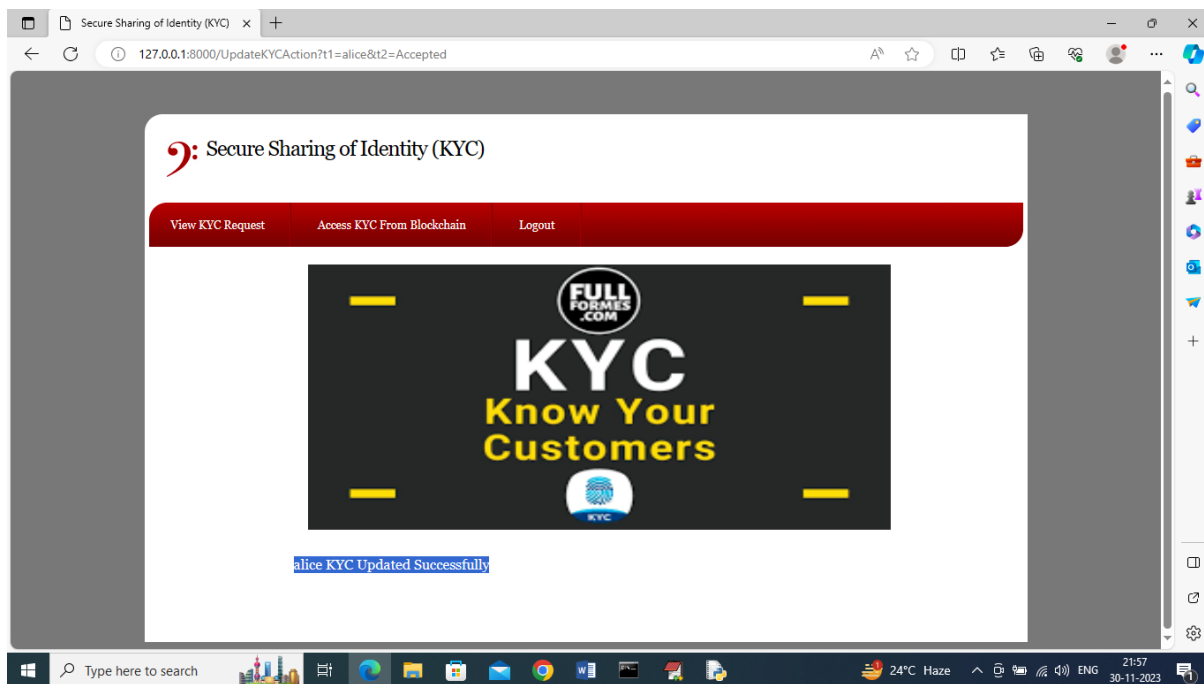 Secure Sharing of Identity (KYC)
127.0.0.1:8000/UpdateKYCAction?t1=alice&t2=Accepted
Secure Sharing of Identity (KYC)
View KYC Request Access KYC From Blockchain Logout
FULL
FORMES
.COM
KYC
Know Your
Customers
KYC
alice KYC Updated Successfully
Type here to search 24°C Haze ENG 21:57
30-11-2023